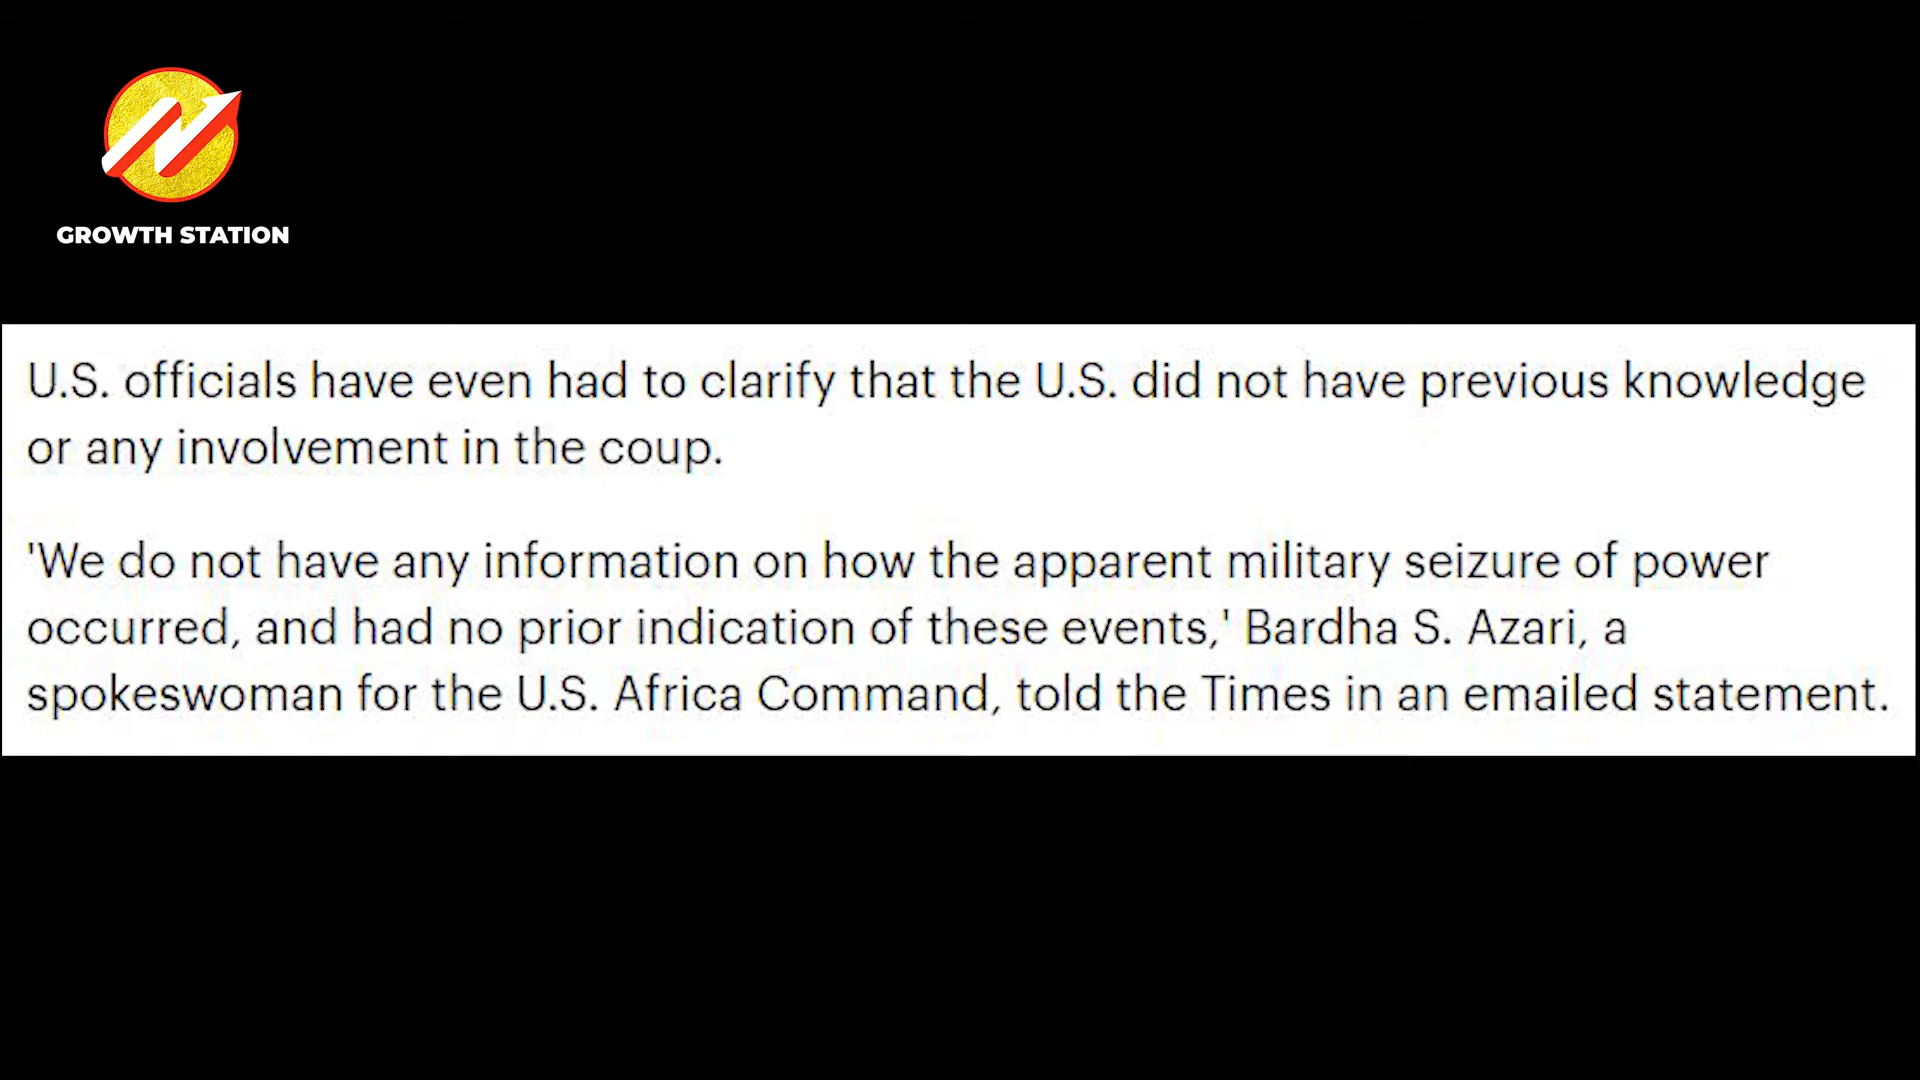 GROWTH STATION
U.S. officials have even had to clarify that the U.S. did not have previous knowledge
or any involvement in the coup.
'We do not have any information on how the apparent military seizure of power
occurred, and had no prior indication of these events,' Bardha S. Azari, a
spokeswoman for the U.S. Africa Command, told the Times in an emailed statement.